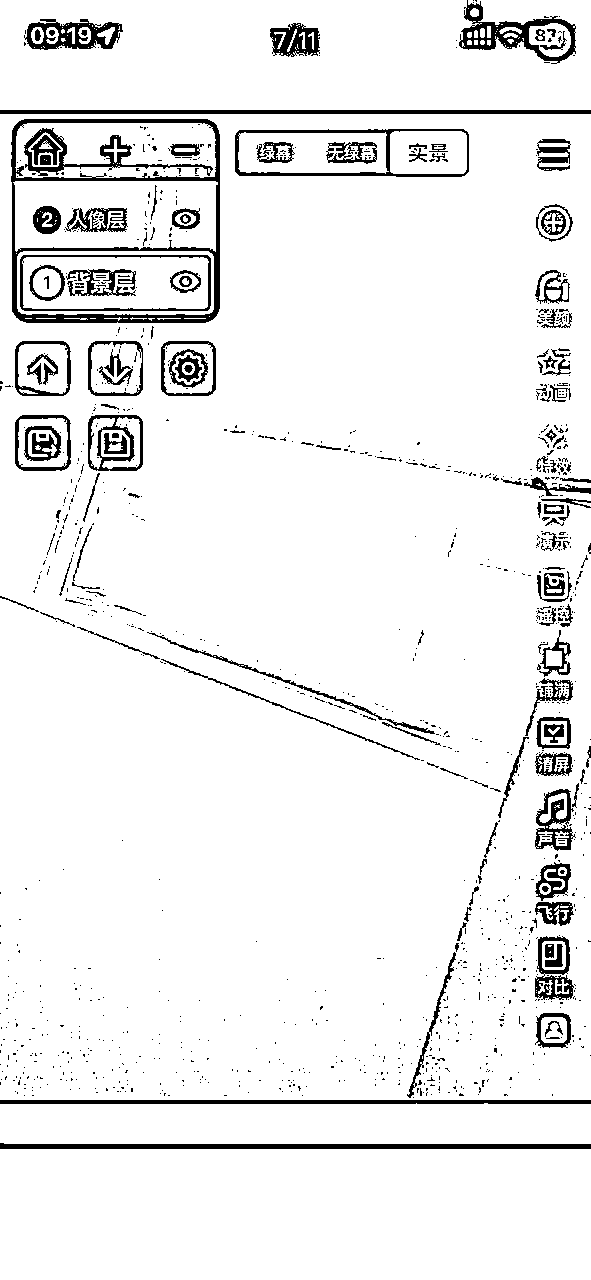 09:19
7/11
87
绿幕 无绿幕 实景
2 人像层
1 背景层
美颜
动画
特效
演示
遥控
铺满
清屏
声音
飞行
对比